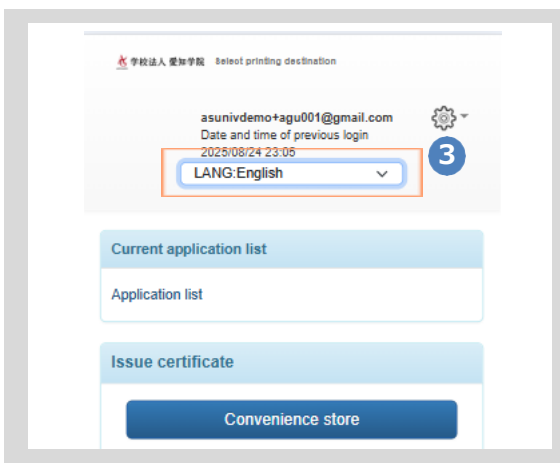 学校法人 愛知学院 Select printing destination
asunivdemo+agu001@gmail.com
Date and time of previous login
2025/08/24 23:05
LANG:English
3
Current application list
Application list
Issue certificate
Convenience store